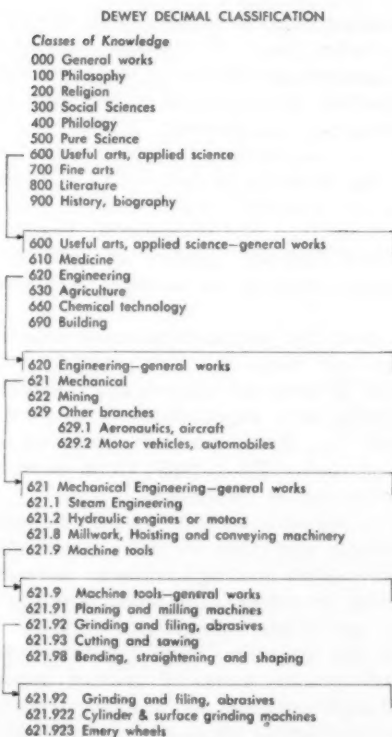 DEWEY DECIMAL CLASSIFICATION
Classes of Knowledge
000 General works
100 Philosophy
200 Religion
300 Social Sciences
400 Philology
500 Pure Science
600 Useful arts, applied science
700 Fine arts
800 Literature
900 History, biography
600 Useful arts, applied science—general works
610 Medicine
620 Engineering
630 Agriculture
660 Chemical technology
690 Building
620 Engineering—general works
621 Mechanical
622 Mining
629 Other branches
629.1 Aeronautics, aircraft
629.2 Motor vehicles, automobiles
621 Mechanical Engineering—general works
621.1 Steam Engineering
621.2 Hydraulic engines or motors
621.8 Millwork, Hoisting and conveying machinery
621.9 Machine tools
621.9 Machine tools—general works
621.91 Planing and milling machines
621.92 Grinding and filing, abrasives
621.93 Cutting and sawing
621.98 Bending, straightening and shaping
621.92 Grinding and filing, abrasives
621.922 Cylinder & surface grinding machines
621.923 Emery wheels